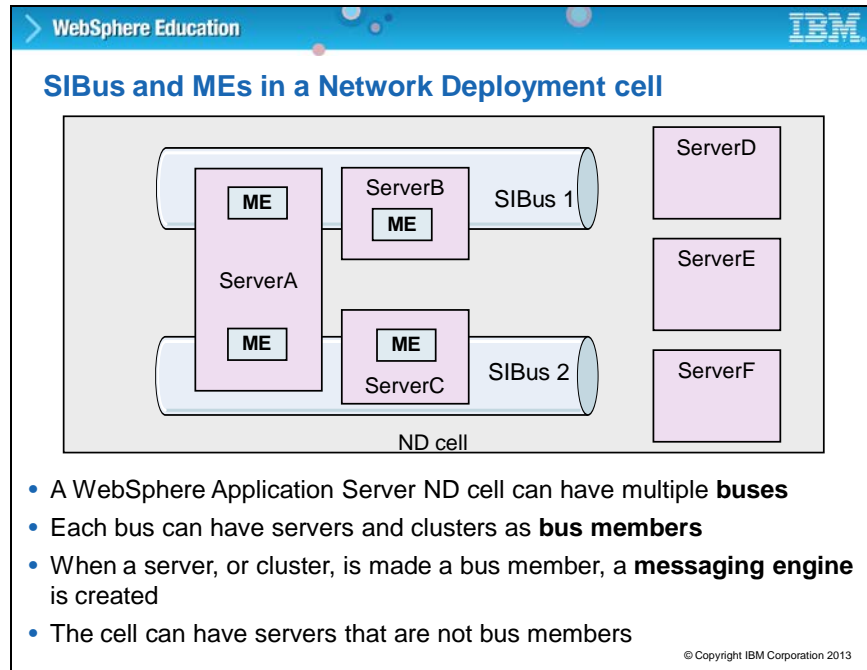 WebSphere Education
IBM
SIBus and MEs in a Network Deployment cell
ServerD
ServerB
SIBus 1
ME
ME
ServerE
ServerA
ME
ME
SIBus 2
ServerF
ServerC
ND cell
• A WebSphere Application Server ND cell can have multiple buses
• Each bus can have servers and clusters as bus members
• When a server, or cluster, is made a bus member, a messaging engine
is created
• The cell can have servers that are not bus members
© Copyright IBM Corporation 2013